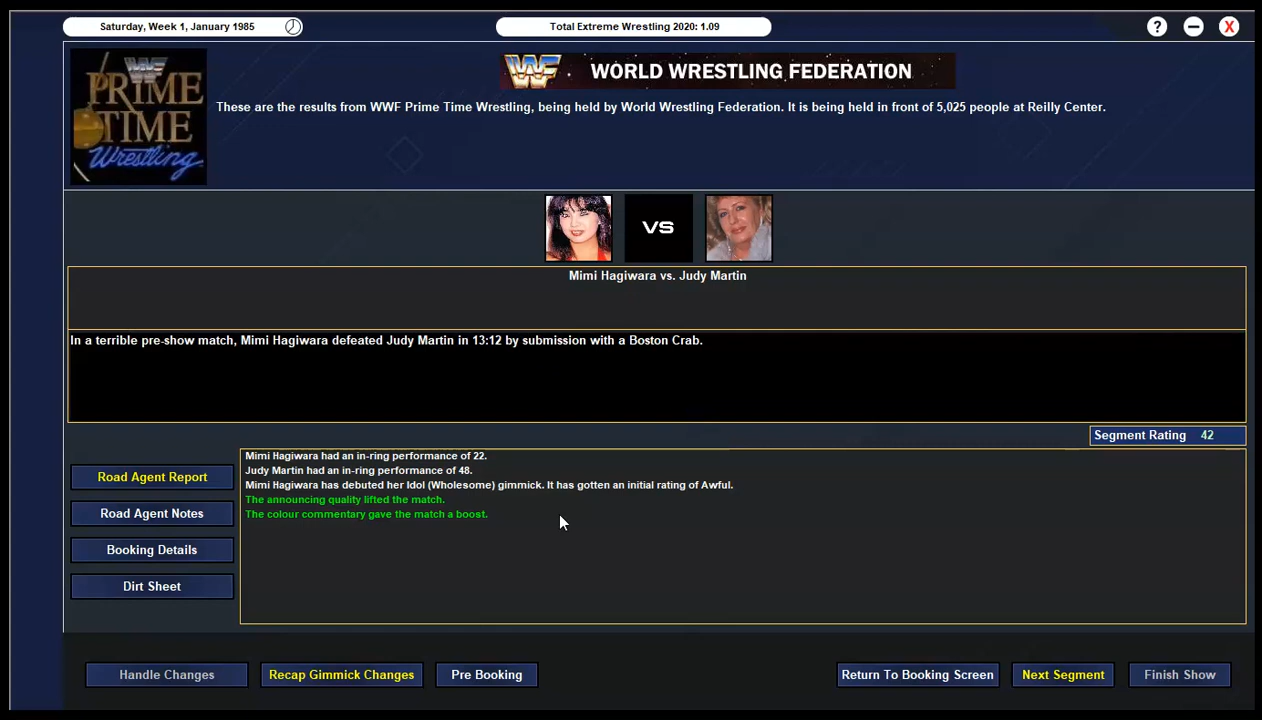 Saturday, Week 1, January 1985
Total Extreme Wrestling 2020: 1.09
?
X
WF
PRIME
TIME
Wrestling
WF
WORLD WRESTLING FEDERATION
These are the results from WWF Prime Time Wrestling, being held by World Wrestling Federation. It is being held in front of 5,025 people at Reilly Center.
VS
Mimi Hagiwara vs. Judy Martin
In a terrible pre-show match, Mimi Hagiwara defeated Judy Martin in 13:12 by submission with a Boston Crab.
Segment Rating 42
Road Agent Report
Road Agent Notes
Booking Details
Dirt Sheet
Mimi Hagiwara had an in-ring performance of 22.
Judy Martin had an in-ring performance of 48.
Mimi Hagiwara has debuted her Idol (Wholesome) gimmick. It has gotten an initial rating of Awful.
The announcing quality lifted the match.
The colour commentary gave the match a boost.
Handle Changes
Recap Gimmick Changes
Pre Booking
Return To Booking Screen
Next Segment
Finish Show